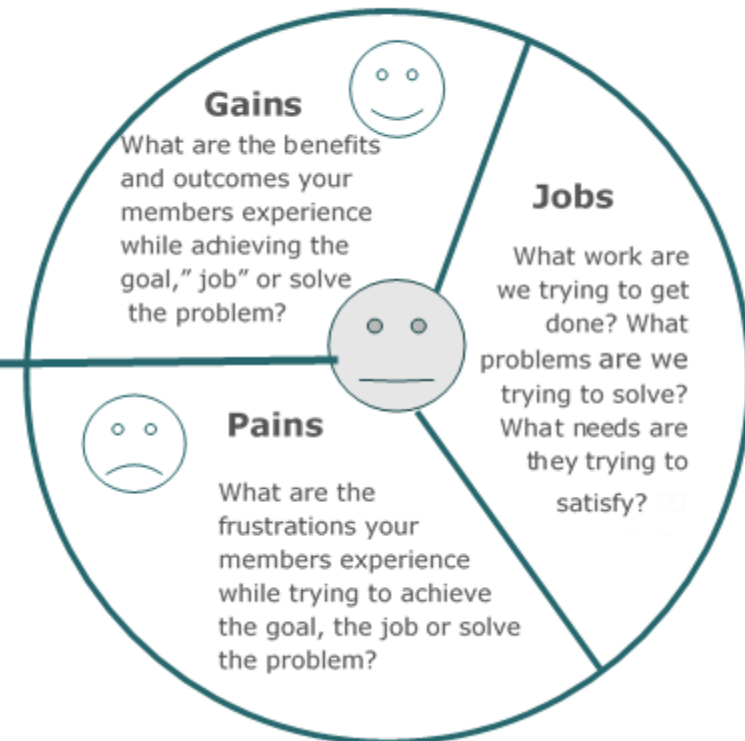 Gains
What are the benefits
and outcomes your
members experience
while achieving the
goal,” job” or solve
the problem?
Jobs
What work are
we trying to get
done? What
problems are we
trying to solve?
What needs are
they trying to
satisfy?
Pains
What are the
frustrations your
members experience
while trying to achieve
the goal, the job or solve
the problem?